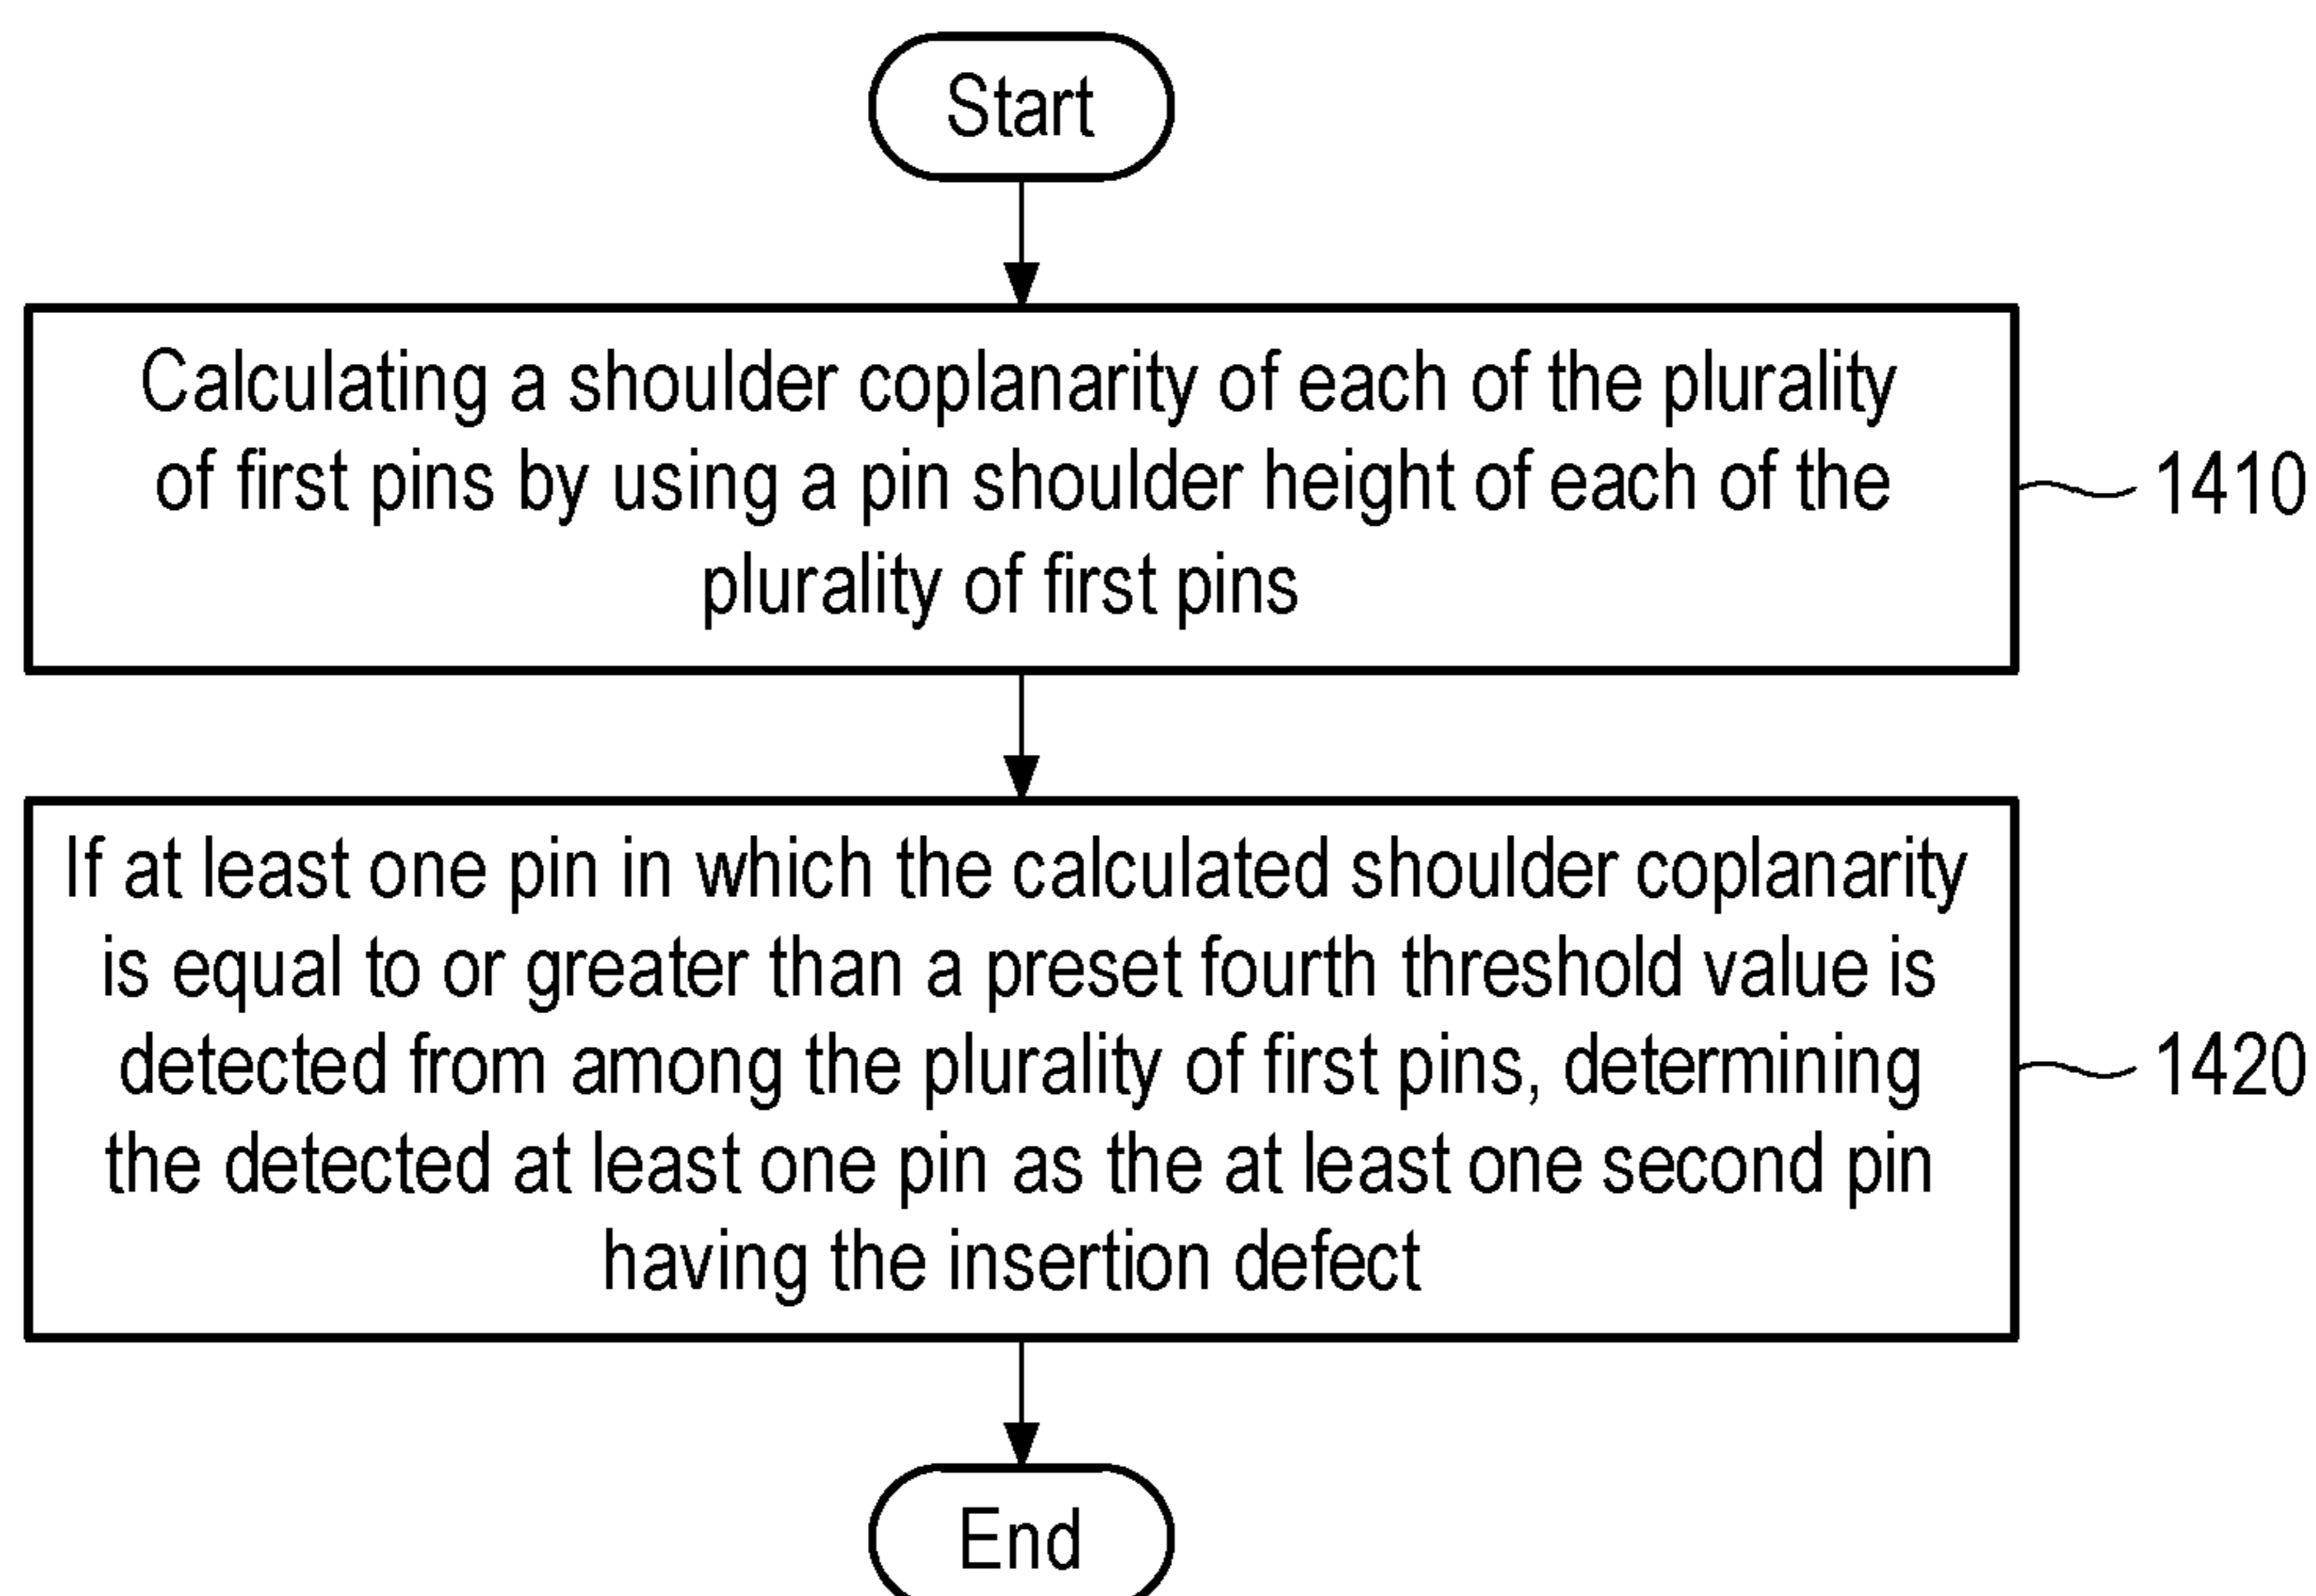 Start
Calculating a shoulder coplanarity of each of the plurality
of first pins by using a pin shoulder height of each of the
plurality of first pins
1410
If at least one pin in which the calculated shoulder coplanarity
is equal to or greater than a preset fourth threshold value is
detected from among the plurality of first pins, determining
the detected at least one pin as the at least one second pin
having the insertion defect
1420
End